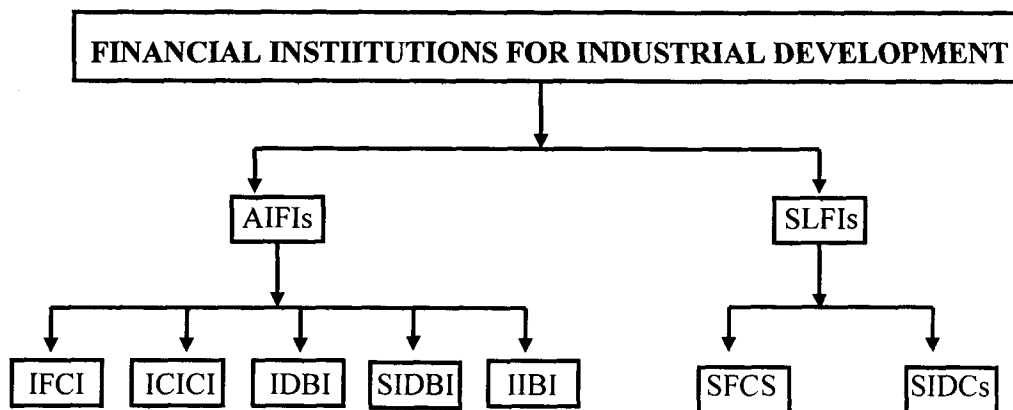 FINANCIAL INSTIITUTIONS FOR INDUSTRIAL DEVELOPMENT
AIFIs SLFIs
IFCI ICICI IDBI SIDBI IIBI SFCS SIDCs